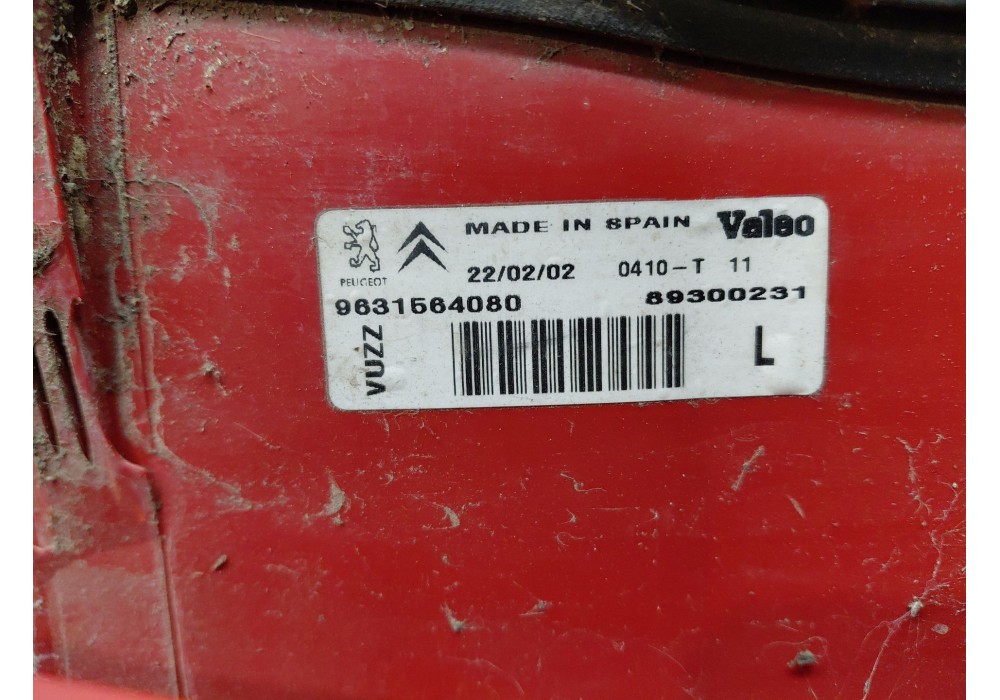 MADE IN SPAIN Valeo
PEUGEOT 22/02/02 0410-T 11
9631564080 89300231
VUZZ L